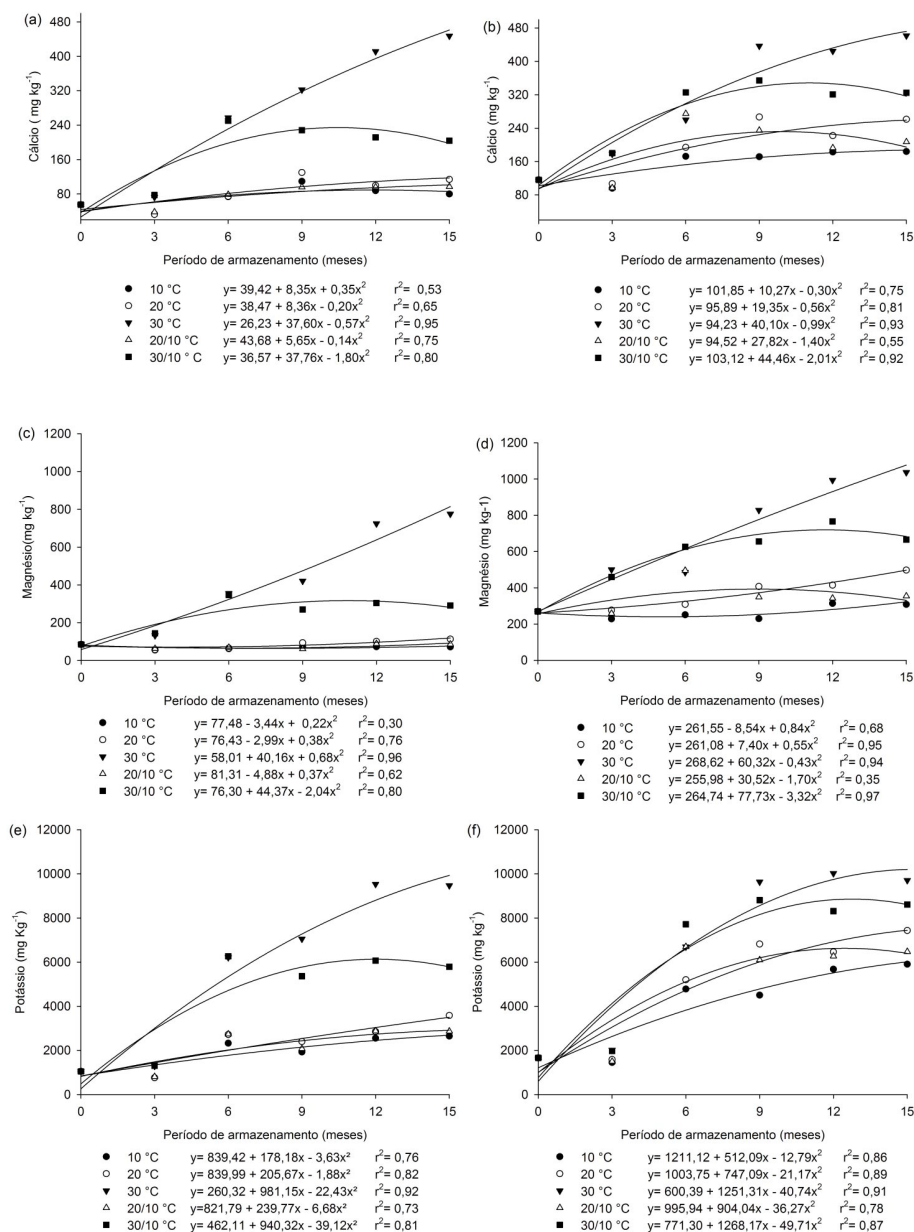 (a)
480
400
320
240
160
80
Cálcio ( mg kg⁻¹)
0 3 6 9 12 15
Período de armazenamento (meses)
10 °C y= 39,42 + 8,35x + 0,35x² r²= 0,53
20 °C y= 38,47 + 8,36x - 0,20x² r²= 0,65
30 °C y= 26,23 + 37,60x - 0,57x² r²= 0,95
20/10 °C y= 43,68 + 5,65x - 0,14x² r²= 0,75
30/10 ° C y= 36,57 + 37,76x - 1,80x² r²= 0,80
(b)
480
400
320
240
160
80
Cálcio ( mg kg⁻¹)
0 3 6 9 12 15
Período de armazenamento (meses)
10 °C y= 101,85 + 10,27x - 0,30x² r²= 0,75
20 °C y= 95,89 + 19,35x - 0,56x² r²= 0,81
30 °C y= 94,23 + 40,10x - 0,99x² r²= 0,93
20/10 °C y= 94,52 + 27,82x - 1,40x² r²= 0,55
30/10 °C y= 103,12 + 44,46x - 2,01x² r²= 0,92
(c)
1200
1000
800
600
400
200
0
Magnésio(mg kg⁻¹)
0 3 6 9 12 15
Período de armazenamento (meses)
10 °C y= 77,48 - 3,44x + 0,22x² r²= 0,30
20 °C y= 76,43 - 2,99x + 0,38x² r²= 0,76
30 °C y= 58,01 + 40,16x + 0,68x² r²= 0,96
20/10 °C y= 81,31 - 4,88x + 0,37x² r²= 0,62
30/10 °C y= 76,30 + 44,37x - 2,04x² r²= 0,80
(d)
1200
1000
800
600
400
200
0
Magnésio (mg kg-1)
0 3 6 9 12 15
Período de armazenamento (meses)
10 °C y= 261,55 - 8,54x + 0,84x² r²= 0,68
20 °C y= 261,08 + 7,40x + 0,55x² r²= 0,95
30 °C y= 268,62 + 60,32x - 0,43x² r²= 0,94
20/10 °C y= 255,98 + 30,52x - 1,70x² r²= 0,35
30/10 °C y= 264,74 + 77,73x - 3,32x² r²= 0,97
(e)
12000
10000
8000
6000
4000
2000
0
Potássio (mg Kg⁻¹)
0 3 6 9 12 15
Período de armazenamento (meses)
10 °C y= 839,42 + 178,18x - 3,63x² r²= 0,76
20 °C y= 839,99 + 205,67x - 1,88x² r²= 0,82
30 °C y= 260,32 + 981,15x - 22,43x² r²= 0,92
20/10 °C y=821,79 + 239,77x - 6,68x² r²= 0,73
30/10 °C y= 462,11 + 940,32x - 39,12x² r²= 0,81
(f)
12000
10000
8000
6000
4000
2000
0
Potássio (mg kg⁻¹)
0 3 6 9 12 15
Período de armazenamento (meses)
10 °C y= 1211,12 + 512,09x - 12,79x² r²= 0,86
20 °C y= 1003,75 + 747,09x - 21,17x² r²= 0,89
30 °C y= 600,39 + 1251,31x - 40,74x² r²= 0,91
20/10 °C y= 995,94 + 904,04x - 36,27x² r²= 0,78
30/10 °C y= 771,30 + 1268,17x - 49,71x² r²= 0,87